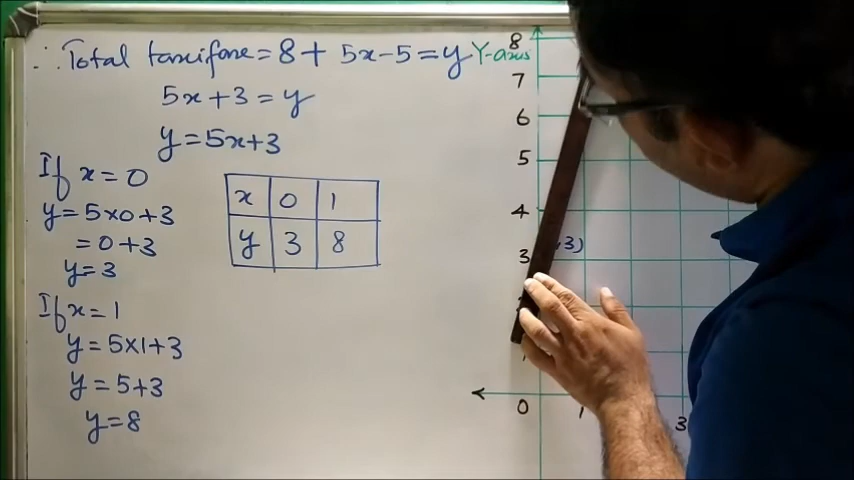 ∴ Total taxifare = 8 + 5x - 5 = y
5x + 3 = y
y = 5x + 3
If x = 0
y = 5 x 0 + 3
= 0 + 3
y = 3
If x = 1
y = 5 x 1 + 3
y = 5 + 3
y = 8
x 0 1
y 3 8
Y-axis
8
7
6
5
4
3
,3)
0
1
3